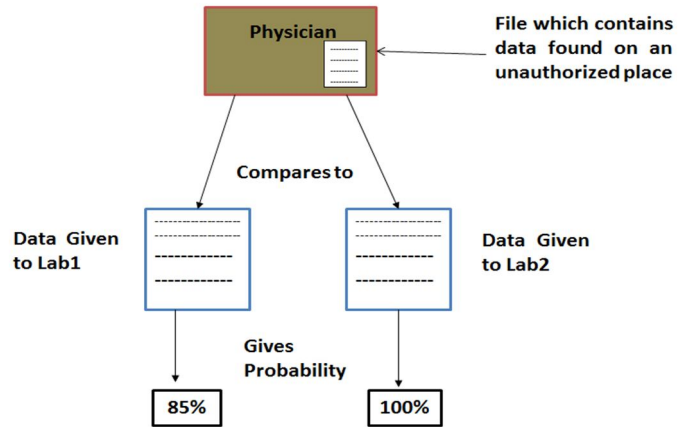 Physician
File which contains
data found on an
unauthorized place
Compares to
Data Given
to Lab1
Data Given
to Lab2
Gives
Probability
85%
100%